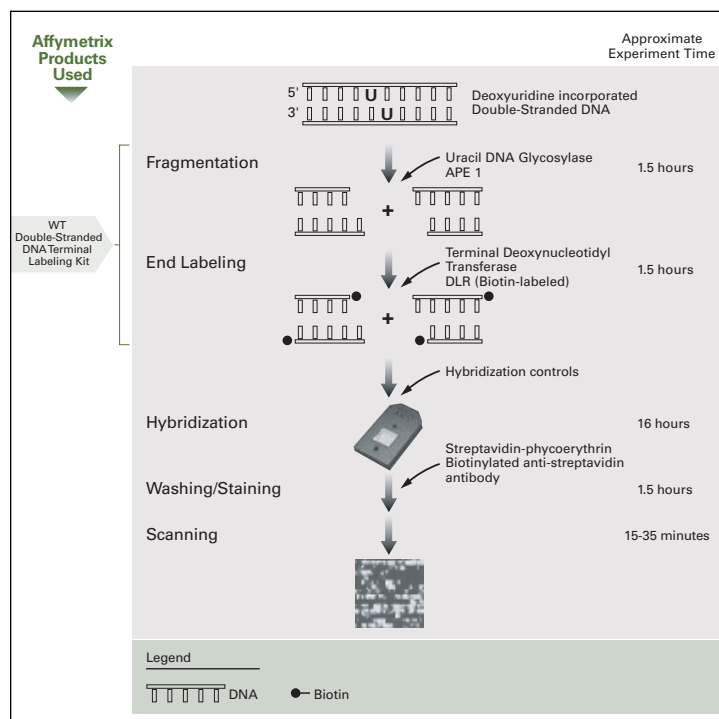 Affymetrix
Products
Used
Approximate
Experiment Time
5'
U
3'
U
Deoxyuridine incorporated
Double-Stranded DNA
Fragmentation
Uracil DNA Glycosylase
APE 1
1.5 hours
+
WT
Double-Stranded
DNA Terminal
Labeling Kit
End Labeling
Terminal Deoxynucleotidyl
Transferase
DLR (Biotin-labeled)
1.5 hours
+
Hybridization controls
Hybridization
16 hours
Streptavidin-phycoerythrin
Biotinylated anti-streptavidin
antibody
Washing/Staining
1.5 hours
Scanning
15-35 minutes
Legend
DNA
Biotin